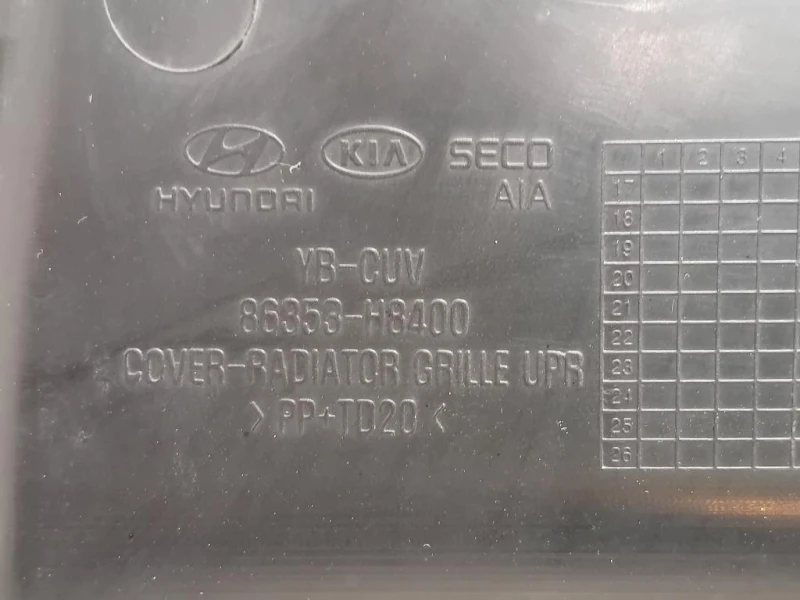 KIA SECO
HYUNDAI AIA
YB-CUV
86353-H8400
COVER-RADIATOR GRILLE UPR
>PP+TD20<
1 2 3 4
17
18
19
20
21
22
23
24
25
26